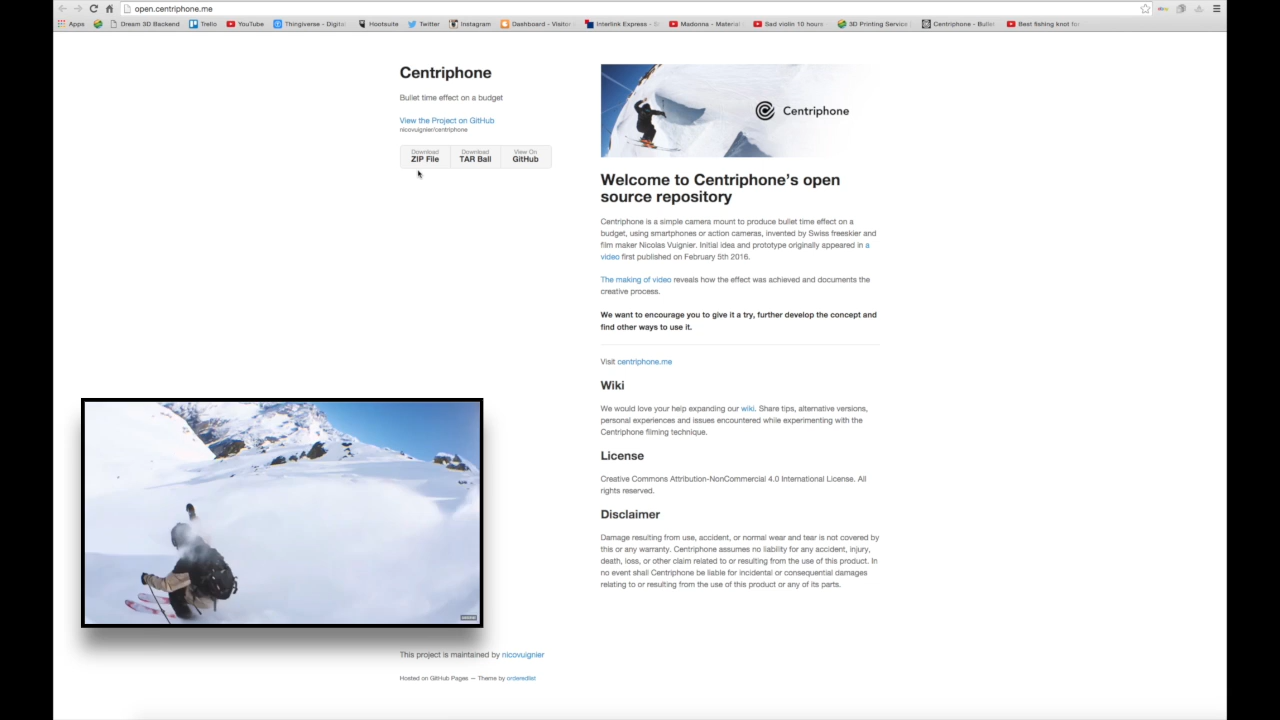 open.centriphone.me
Apps
Dream 3D Backend
Trello
YouTube
Thingiverse - Digital
Hootsuite
Twitter
Instagram
Dashboard - Visitor
Interlink Express - S
Madonna - Material
Sad violin 10 hours
3D Printing Service
Centriphone - Bullet
Best fishing knot for
Centriphone
Bullet time effect on a budget
View the Project on GitHub
nicovuignier/centriphone
Download
ZIP File
Download
TAR Ball
View On
GitHub
Centriphone
Welcome to Centriphone's open
source repository
Centriphone is a simple camera mount to produce bullet time effect on a
budget, using smartphones or action cameras, invented by Swiss freeskier and
film maker Nicolas Vuignier. Initial idea and prototype originally appeared in a
video first published on February 5th 2016.
The making of video reveals how the effect was achieved and documents the
creative process.
We want to encourage you to give it a try, further develop the concept and
find other ways to use it.
Visit centriphone.me
Wiki
We would love your help expanding our wiki. Share tips, alternative versions,
personal experiences and issues encountered while experimenting with the
Centriphone filming technique.
License
Creative Commons Attribution-NonCommercial 4.0 International License. All
rights reserved.
Disclaimer
Damage resulting from use, accident, or normal wear and tear is not covered by
this or any warranty. Centriphone assumes no liability for any accident, injury,
death, loss, or other claim related to or resulting from the use of this product. In
no event shall Centriphone be liable for incidental or consequential damages
relating to or resulting from the use of this product or any of its parts.
This project is maintained by nicovuignier
Hosted on GitHub Pages — Theme by orderedlist